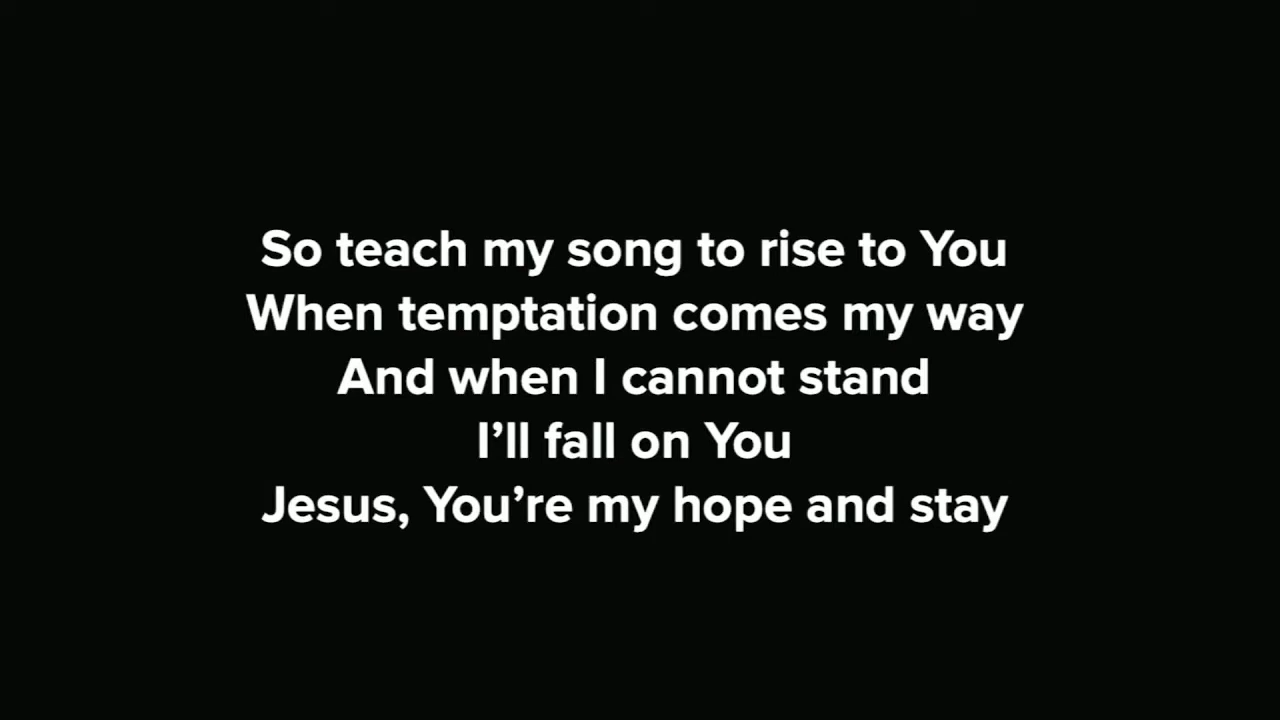 So teach my song to rise to You
When temptation comes my way
And when I cannot stand
I’ll fall on You
Jesus, You’re my hope and stay